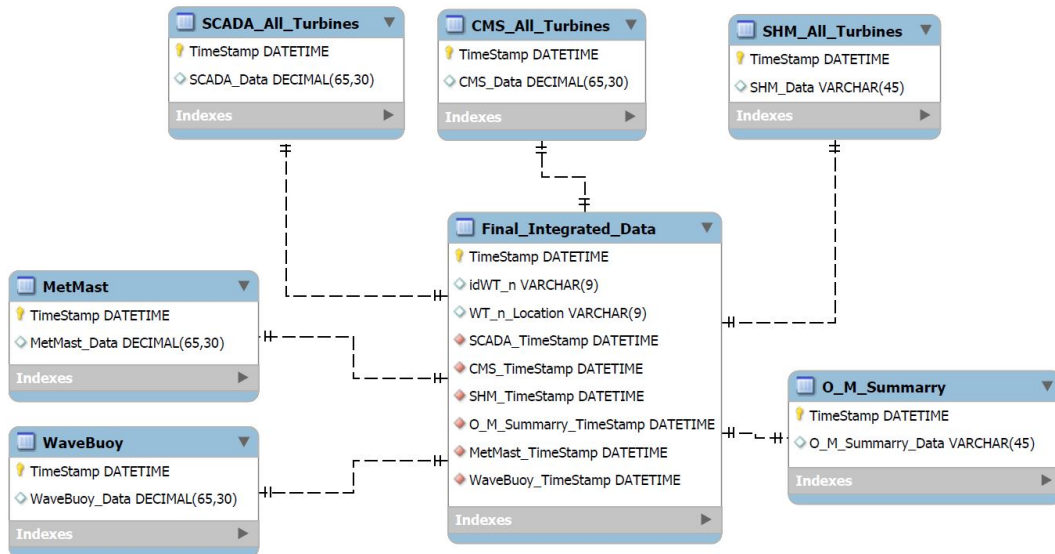 SCADA_All_Turbines
TimeStamp DATETIME
SCADA_Data DECIMAL(65,30)
Indexes
CMS_All_Turbines
TimeStamp DATETIME
CMS_Data DECIMAL(65,30)
Indexes
SHM_All_Turbines
TimeStamp DATETIME
SHM_Data VARCHAR(45)
Indexes
MetMast
TimeStamp DATETIME
MetMast_Data DECIMAL(65,30)
Indexes
WaveBuoy
TimeStamp DATETIME
WaveBuoy_Data DECIMAL(65,30)
Indexes
Final_Integrated_Data
TimeStamp DATETIME
idWT_n VARCHAR(9)
WT_n_Location VARCHAR(9)
SCADA_TimeStamp DATETIME
CMS_TimeStamp DATETIME
SHM_TimeStamp DATETIME
O_M_Summarry_TimeStamp DATETIME
MetMast_TimeStamp DATETIME
WaveBuoy_TimeStamp DATETIME
Indexes
O_M_Summarry
TimeStamp DATETIME
O_M_Summarry_Data VARCHAR(45)
Indexes